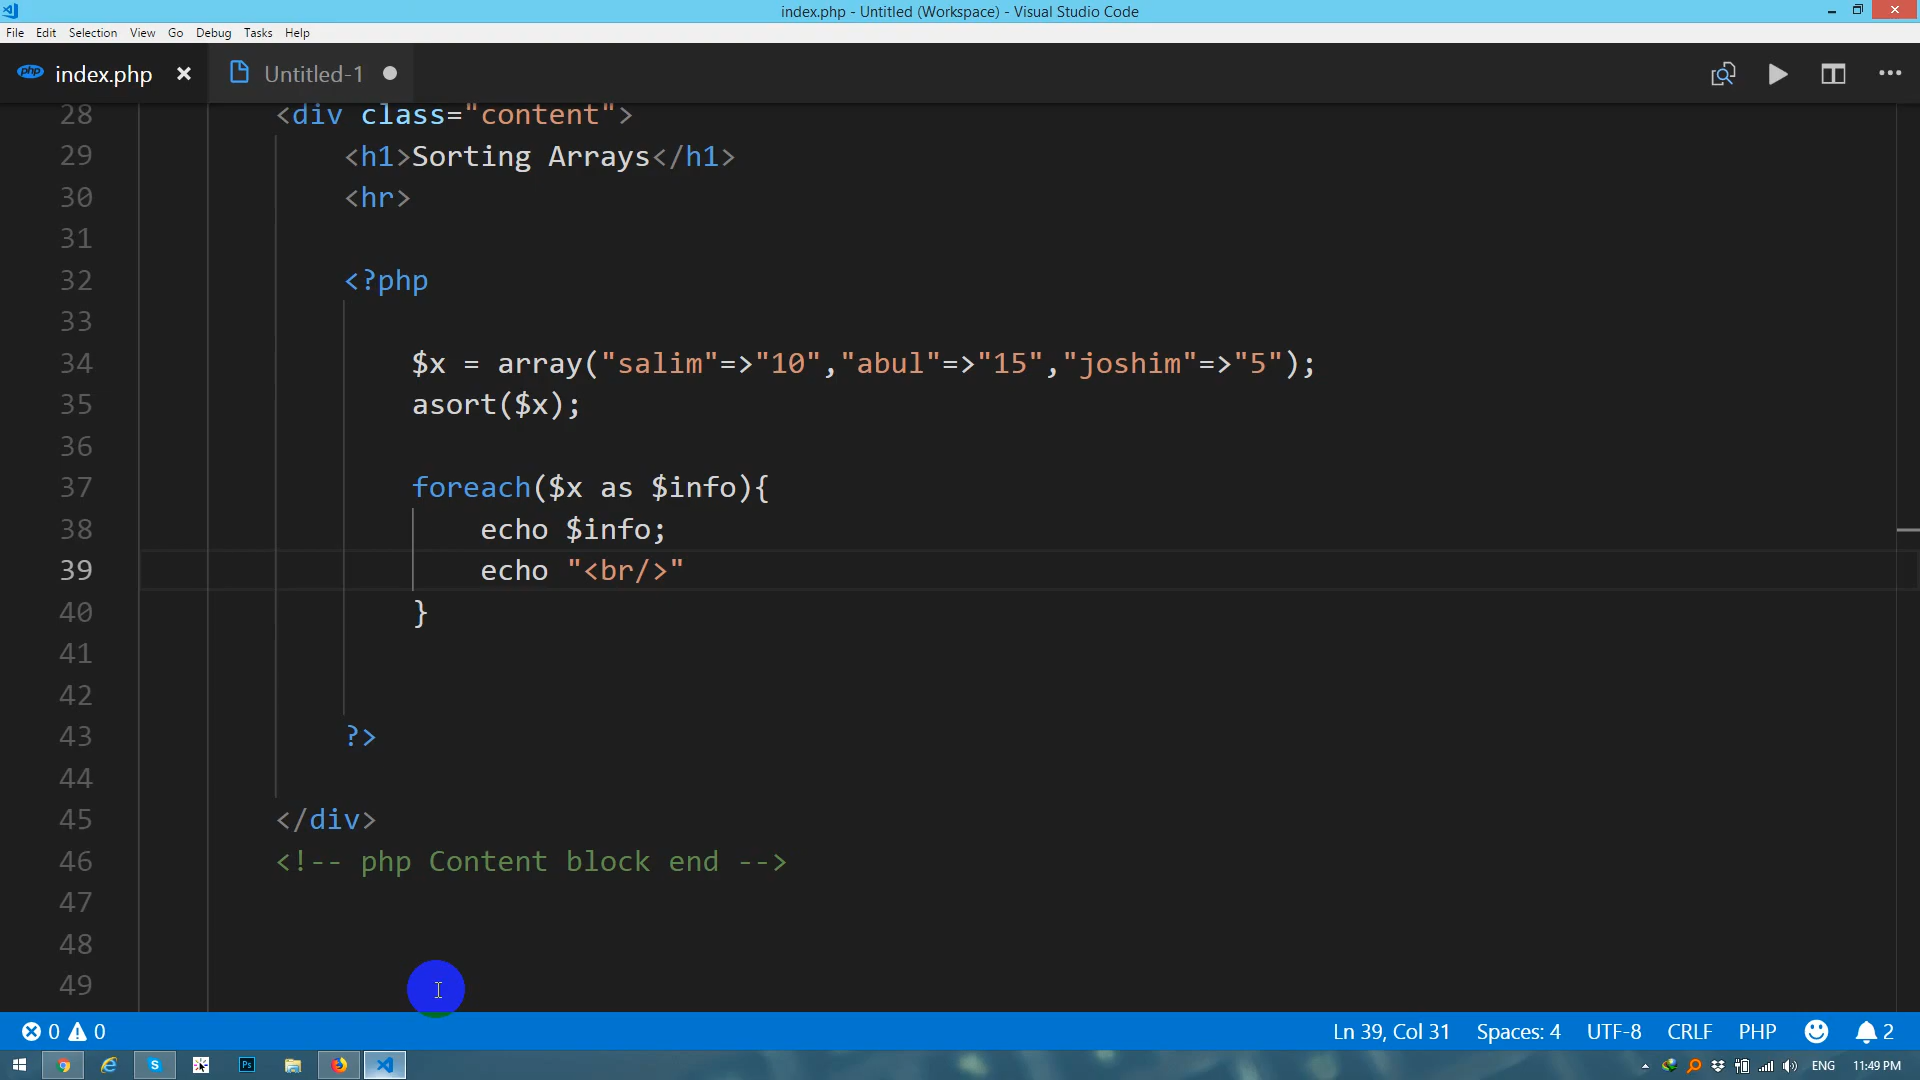 index.php - Untitled (Workspace) - Visual Studio Code
File Edit Selection View Go Debug Tasks Help
php index.php Untitled-1
28 <div class="content">
29 <h1>Sorting Arrays</h1>
30 <hr>
31
32 <?php
33
34 $x = array("salim"=>"10","abul"=>"15","joshim"=>"5");
35 asort($x);
36
37 foreach($x as $info){
38 echo $info;
39 echo "<br/>"
40 }
41
42
43 ?>
44
45 </div>
46 <!-- php Content block end -->
47
48
49
0 0 Ln 39, Col 31 Spaces: 4 UTF-8 CRLF PHP 2
S Ps ENG 11:49 PM